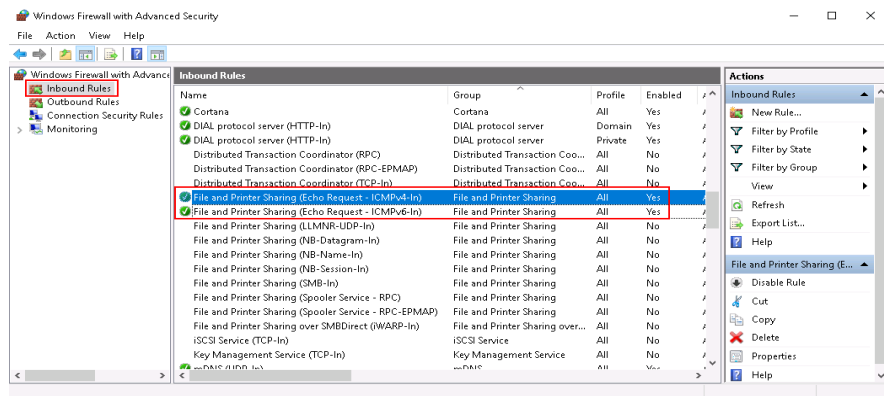 Windows Firewall with Advanced Security
File Action View Help
Windows Firewall with Advance
Inbound Rules
Outbound Rules
Connection Security Rules
Monitoring
Inbound Rules
Name Group Profile Enabled
Cortana Cortana All Yes
DIAL protocol server (HTTP-In) DIAL protocol server Domain Yes
DIAL protocol server (HTTP-In) DIAL protocol server Private Yes
Distributed Transaction Coordinator (RPC) Distributed Transaction Coo... All No
Distributed Transaction Coordinator (RPC-EPMAP) Distributed Transaction Coo... All No
Distributed Transaction Coordinator (TCP-In) Distributed Transaction Coo... All No
File and Printer Sharing (Echo Request - ICMPv4-In) File and Printer Sharing All Yes
File and Printer Sharing (Echo Request - ICMPv6-In) File and Printer Sharing All Yes
File and Printer Sharing (LLMNR-UDP-In) File and Printer Sharing All No
File and Printer Sharing (NB-Datagram-In) File and Printer Sharing All No
File and Printer Sharing (NB-Name-In) File and Printer Sharing All No
File and Printer Sharing (NB-Session-In) File and Printer Sharing All No
File and Printer Sharing (SMB-In) File and Printer Sharing All No
File and Printer Sharing (Spooler Service - RPC) File and Printer Sharing All No
File and Printer Sharing (Spooler Service - RPC-EPMAP) File and Printer Sharing All No
File and Printer Sharing over SMBDirect (iWARP-In) File and Printer Sharing over... All No
iSCSI Service (TCP-In) iSCSI Service All No
Key Management Service (TCP-In) Key Management Service All No
mDNS (UDP-In) mDNS All Yes
Actions
Inbound Rules
New Rule...
Filter by Profile
Filter by State
Filter by Group
View
Refresh
Export List...
Help
File and Printer Sharing (E...
Disable Rule
Cut
Copy
Delete
Properties
Help